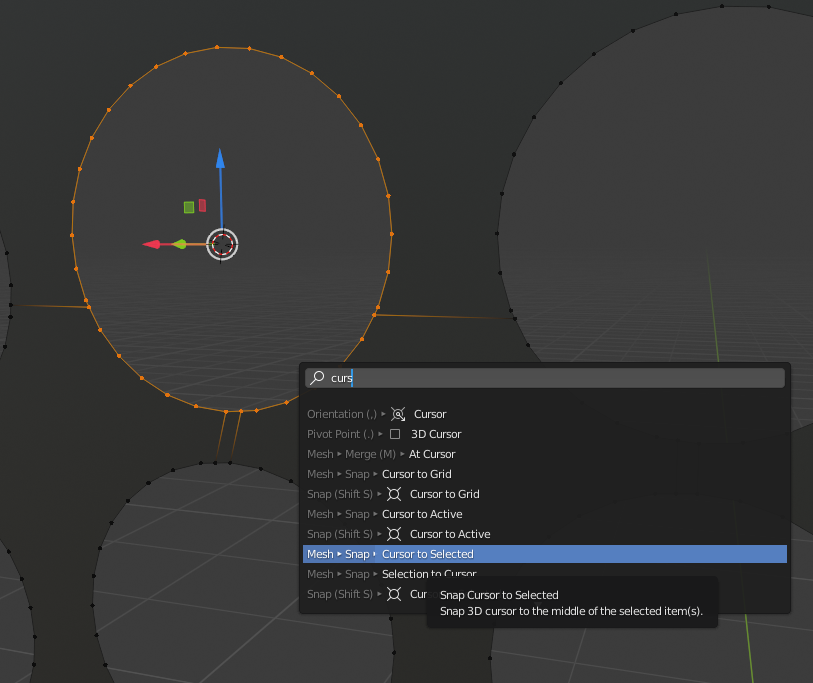 curs
Orientation (,) ▸ Cursor
Pivot Point (.) ▸ 3D Cursor
Mesh ▸ Merge (M) ▸ At Cursor
Mesh ▸ Snap ▸ Cursor to Grid
Snap (Shift S) ▸ Cursor to Grid
Mesh ▸ Snap ▸ Cursor to Active
Snap (Shift S) ▸ Cursor to Active
Mesh ▸ Snap ▸ Cursor to Selected
Mesh ▸ Snap ▸ Selection to Cursor
Snap (Shift S) ▸ Cur
Snap Cursor to Selected
Snap 3D cursor to the middle of the selected item(s).